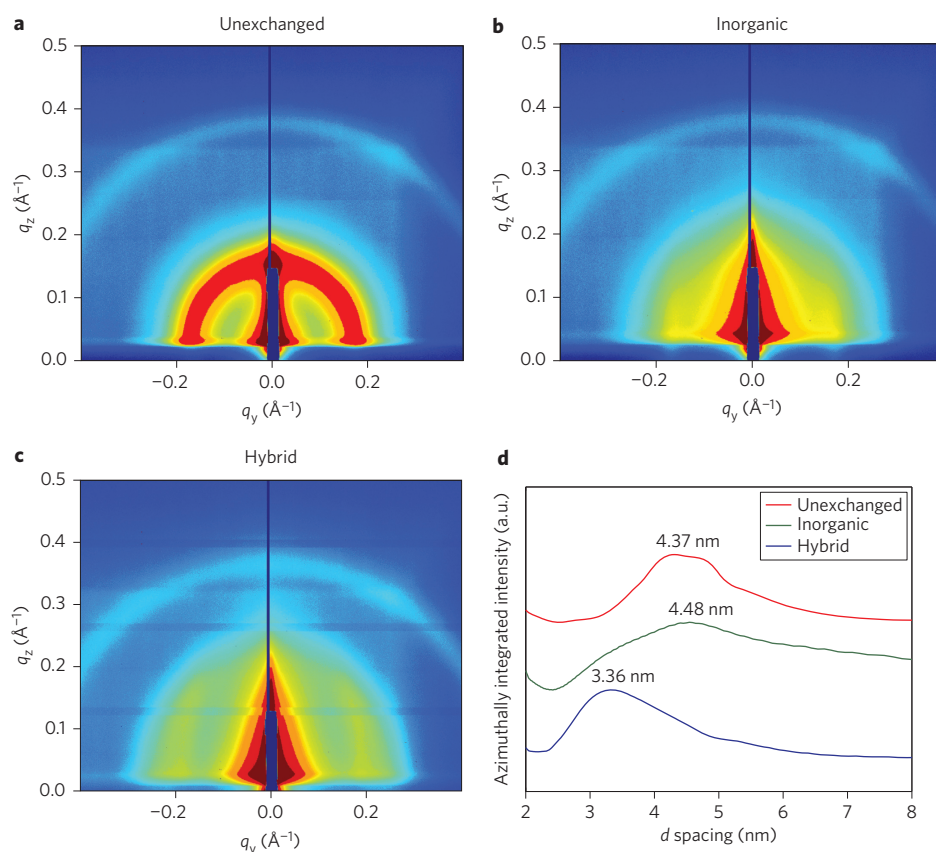 a
Unexchanged
0.5
0.4
0.3
0.2
0.1
0.0
q_z (Å⁻¹)
−0.2
0.0
0.2
q_y (Å⁻¹)
b
Inorganic
0.5
0.4
0.3
0.2
0.1
0.0
q_z (Å⁻¹)
−0.2
0.0
0.2
q_y (Å⁻¹)
c
Hybrid
0.5
0.4
0.3
0.2
0.1
0
q_z (Å⁻¹)
−0.2
0.0
0.2
q_y (Å⁻¹)
d
Unexchanged
Inorganic
Hybrid
4.37 nm
4.48 nm
3.36 nm
Azimuthally integrated intensity (a.u.)
2
3
4
5
6
7
8
d spacing (nm)